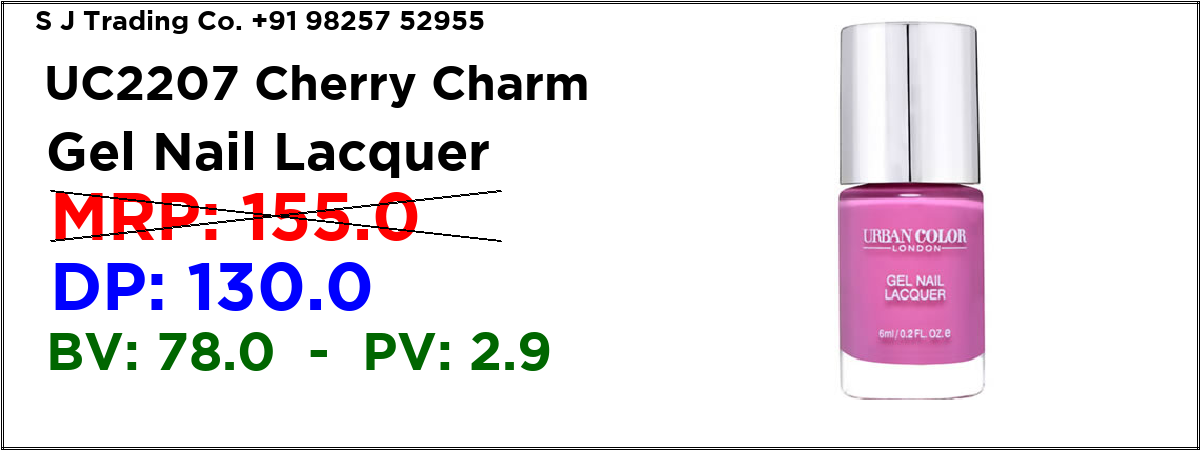 S J Trading Co. +91 98257 52955
UC2207 Cherry Charm
Gel Nail Lacquer
MRP: 155.0
DP: 130.0
BV: 78.0 - PV: 2.9
URBAN COLOR
LONDON
GEL NAIL
LACQUER
6ml / 0.2 FL. OZ. e